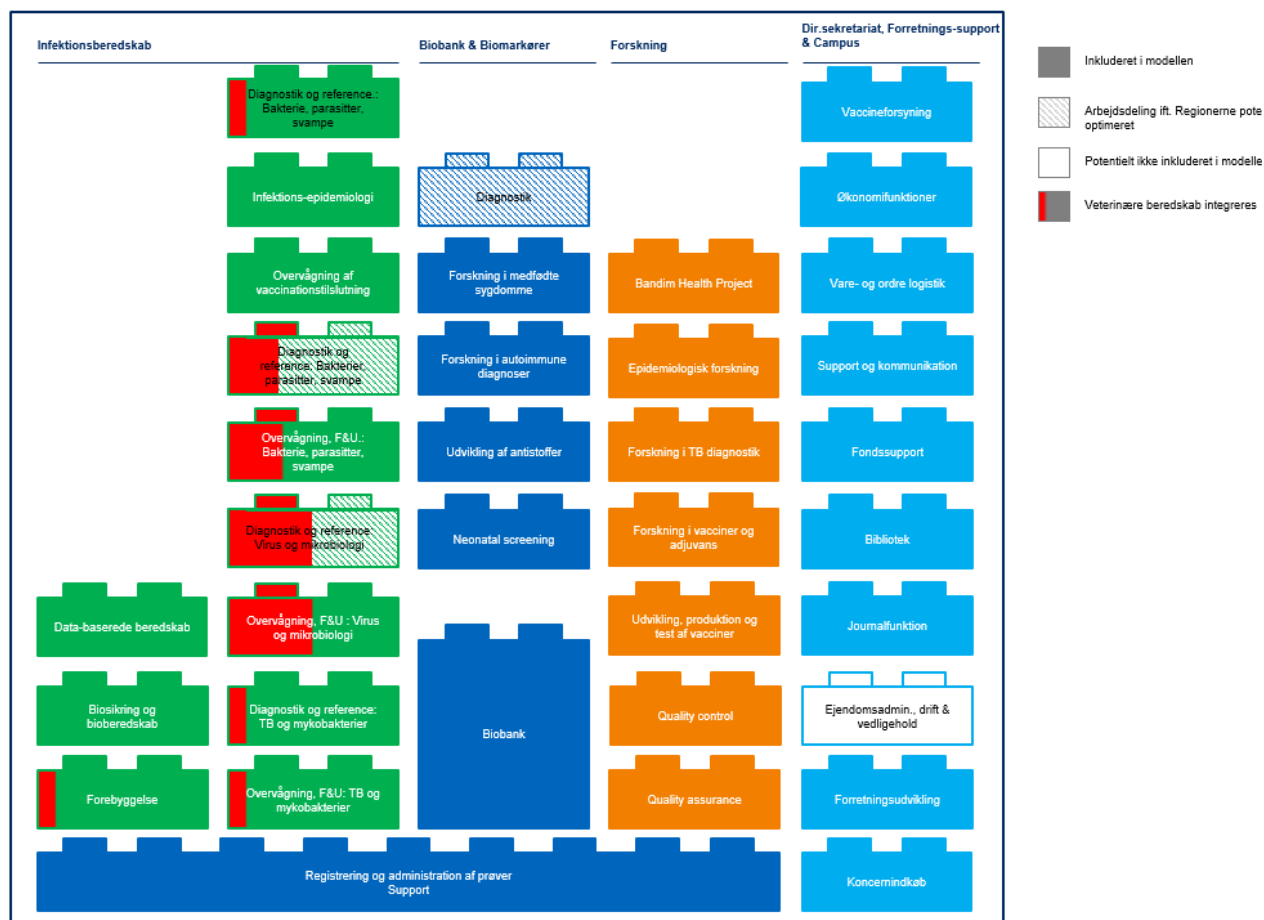 Infektionsberedskab
Biobank & Biomarkører
Forskning
Dir.sekretariat, Forretnings-support
& Campus
Diagnostik og reference.:
Bakterie, parasitter,
svampe
Vaccineforsyning
Infektions-epidemiologi
Diagnostik
Økonomifunktioner
Overvågning af
vaccinationstilslutning
Forskning i medfødte
sygdomme
Bandim Health Project
Vare- og ordre logistik
Diagnostik og
reference: Bakterier,
parasitter, svampe
Forskning i autoimmune
diagnoser
Epidemiologisk forskning
Support og kommunikation
Overvågning, F&U.:
Bakterie, parasitter,
svampe
Udvikling af antistoffer
Forskning i TB diagnostik
Fondssupport
Diagnostik og reference:
Virus og mikrobiologi
Neonatal screening
Forskning i vacciner og
adjuvans
Bibliotek
Data-baserede beredskab
Overvågning, F&U : Virus
og mikrobiologi
Udvikling, produktion og
test af vacciner
Journalfunktion
Biosikring og
bioberedskab
Diagnostik og reference:
TB og mykobakterier
Biobank
Quality control
Ejendomsadmin., drift &
vedligehold
Forebyggelse
Overvågning, F&U: TB og
mykobakterier
Quality assurance
Forretningsudvikling
Registrering og administration af prøver
Support
Koncernindkøb
Inkluderet i modellen
Arbejdsdeling ift. Regionerne pote
optimeret
Potentielt ikke inkluderet i modelle
Veterinære beredskab integreres